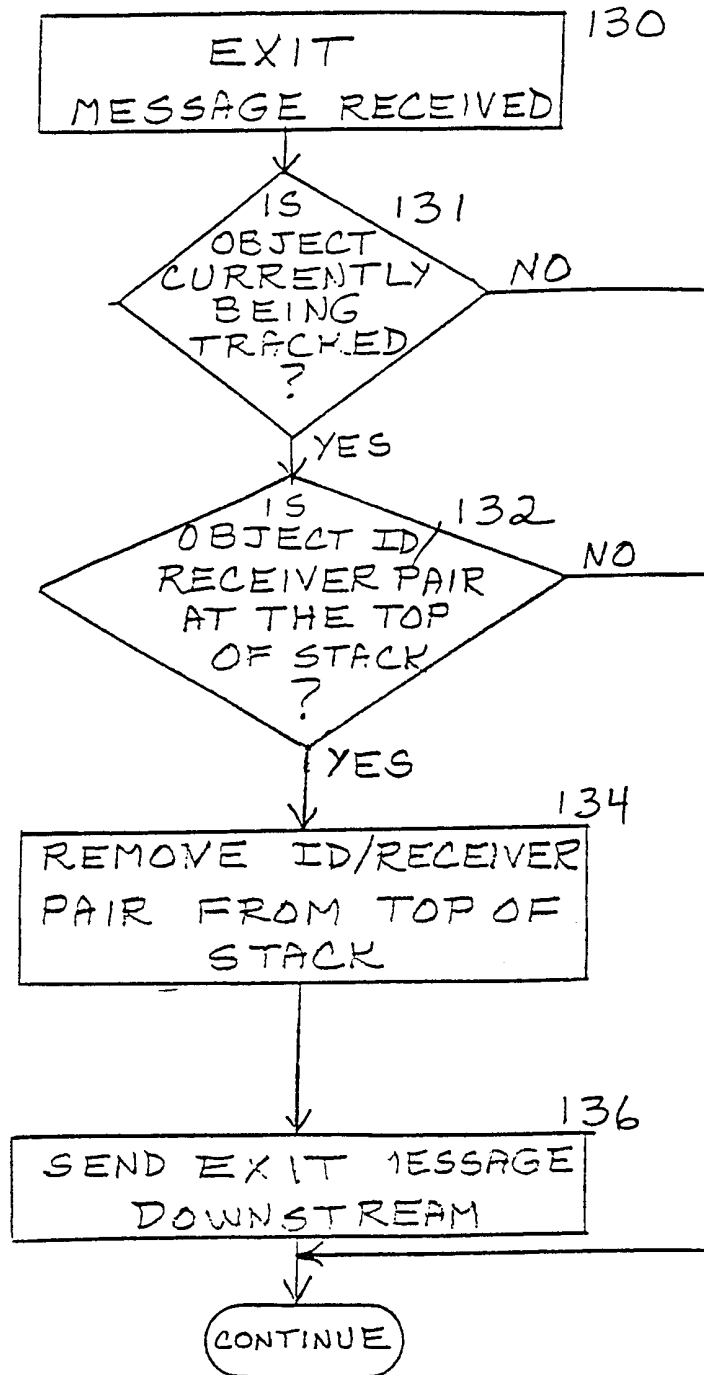 130
EXIT
MESSAGE RECEIVED
131
IS
OBJECT
CURRENTLY
BEING
TRACKED
?
NO
YES
132
IS
OBJECT ID
RECEIVER PAIR
AT THE TOP
OF STACK
?
NO
YES
134
REMOVE ID/RECEIVER
PAIR FROM TOP OF
STACK
136
SEND EXIT MESSAGE
DOWNSTREAM
CONTINUE